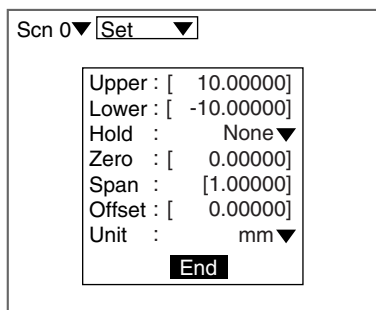 Scn 0▼ Set ▼
Upper : [ 10.00000]
Lower : [ -10.00000]
Hold : None▼
Zero : [ 0.00000]
Span : [1.00000]
Offset : [ 0.00000]
Unit : mm▼
End